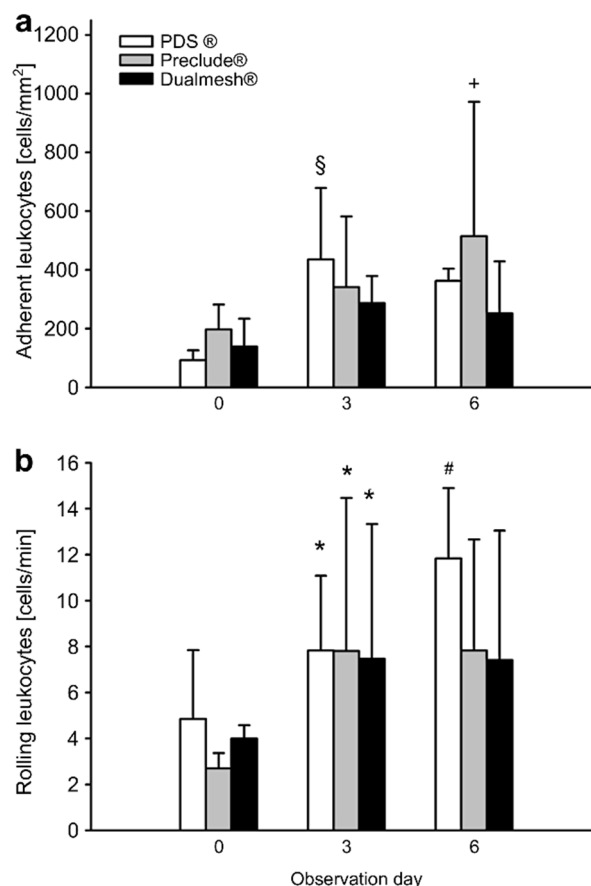 a
1200
1000
800
600
400
200
0
Adherent leukocytes [cells/mm²]
PDS ®
Preclude®
Dualmesh®
§
+
0 3 6
b
16
14
12
10
8
6
4
2
0
Rolling leukocytes [cells/min]
* * * #
0 3 6
Observation day